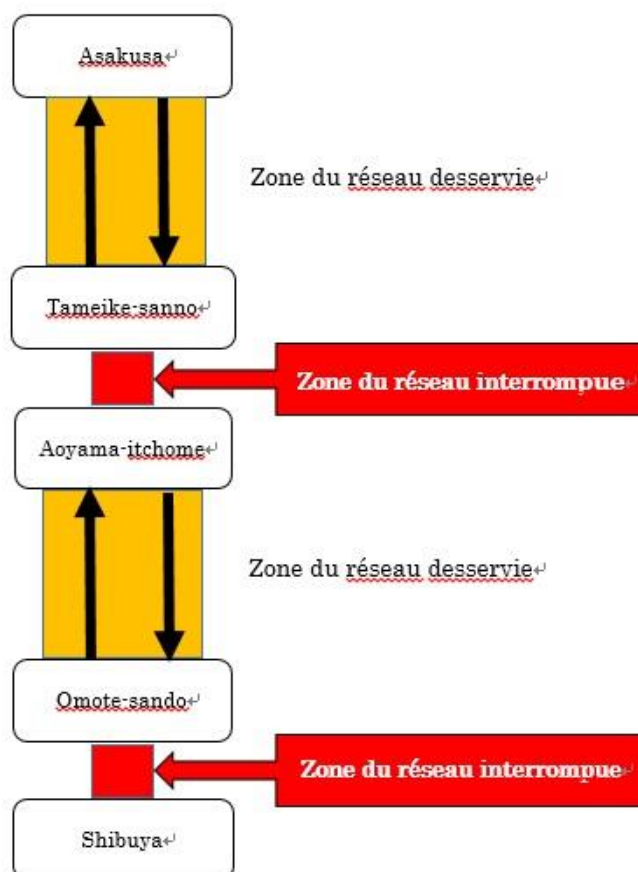 Asakusa
Zone du réseau desservie
Tameike-sanno
Zone du réseau interrompue
Aoyama-itchome
Zone du réseau desservie
Omote-sando
Zone du réseau interrompue
Shibuya